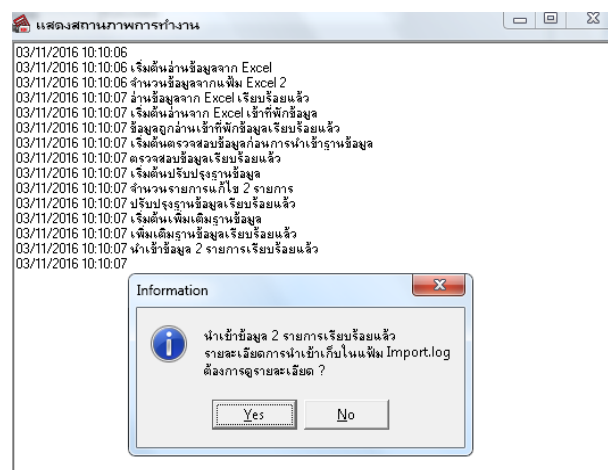 แสดงสถานภาพการทำงาน
03/11/2016 10:10:06
03/11/2016 10:10:06 เริ่มต้นอ่านข้อมูลจาก Excel
03/11/2016 10:10:06 จำนวนข้อมูลจากแฟ้ม Excel 2
03/11/2016 10:10:07 อ่านข้อมูลจาก Excel เรียบร้อยแล้ว
03/11/2016 10:10:07 เริ่มต้นอ่านจาก Excel เข้าที่พักข้อมูล
03/11/2016 10:10:07 ข้อมูลถูกอ่านเข้าที่พักข้อมูลเรียบร้อยแล้ว
03/11/2016 10:10:07 เริ่มต้นตรวจสอบข้อมูลก่อนการนำเข้าฐานข้อมูล
03/11/2016 10:10:07 ตรวจสอบข้อมูลเรียบร้อยแล้ว
03/11/2016 10:10:07 เริ่มต้นปรับปรุงฐานข้อมูล
03/11/2016 10:10:07 จำนวนรายการแก้ไข 2 รายการ
03/11/2016 10:10:07 ปรับปรุงฐานข้อมูลเรียบร้อยแล้ว
03/11/2016 10:10:07 เริ่มต้นเพิ่มเติมฐานข้อมูล
03/11/2016 10:10:07 เพิ่มเติมฐานข้อมูลเรียบร้อยแล้ว
03/11/2016 10:10:07 นำเข้าข้อมูล 2 รายการเรียบร้อยแล้ว
03/11/2016 10:10:07
Information
นำเข้าข้อมูล 2 รายการเรียบร้อยแล้ว
รายละเอียดการนำเข้าเก็บในแฟ้ม Import.log
ต้องการดูรายละเอียด ?
Yes No